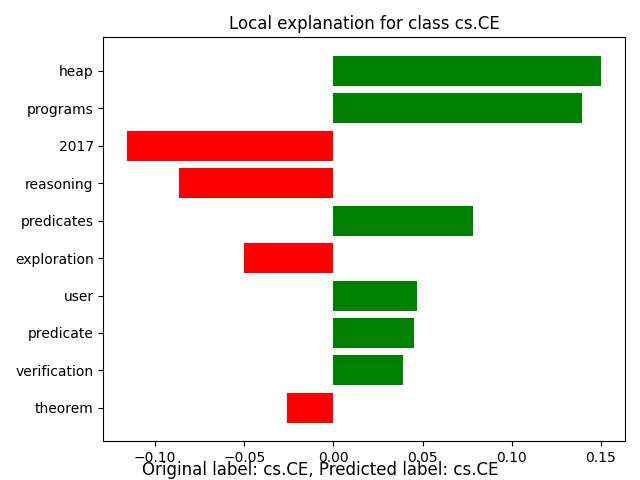 Local explanation for class cs.CE
heap
programs
2017
reasoning
predicates
exploration
user
predicate
verification
theorem
−0.10 −0.05 0.00 0.05 0.10 0.15
Original label: cs.CE, Predicted label: cs.CE